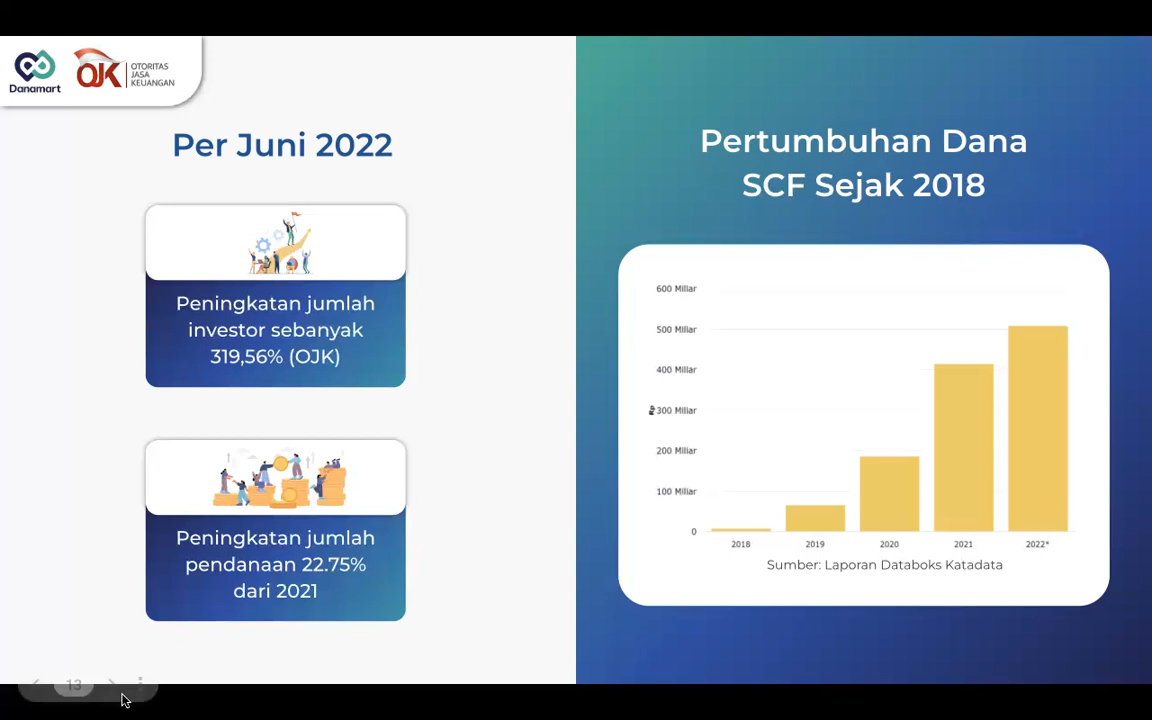 Danamart
OJK
OTORITAS
JASA
KEUANGAN
Per Juni 2022
Peningkatan jumlah
investor sebanyak
319,56% (OJK)
Peningkatan jumlah
pendanaan 22.75%
dari 2021
13
Pertumbuhan Dana
SCF Sejak 2018
600 Miliar
500 Miliar
400 Miliar
300 Miliar
200 Miliar
100 Miliar
0
Rp
2018 2019 2020 2021 2022*
Sumber: Laporan Databoks Katadata